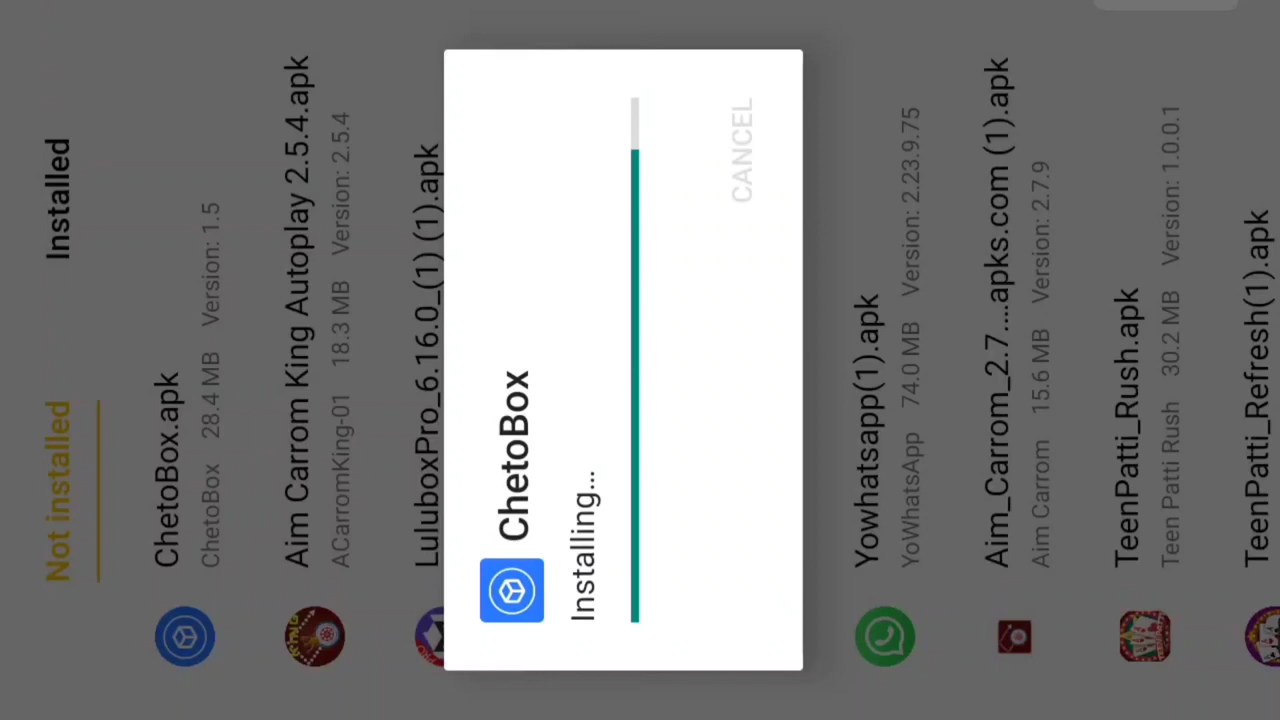 Not installed
Installed
ChetoBox.apk
ChetoBox 28.4 MB Version: 1.5
Aim Carrom King Autoplay 2.5.4.apk
ACarromKing-01 18.3 MB Version: 2.5.4
LuluboxPro_6.16.0_(1) (1).apk
ChetoBox
Installing...
CANCEL
Yowhatsapp(1).apk
YoWhatsApp 74.0 MB Version: 2.23.9.75
Aim_Carrom_2.7....apks.com (1).apk
Aim Carrom 15.6 MB Version: 2.7.9
TeenPatti_Rush.apk
Teen Patti Rush 30.2 MB Version: 1.0.0.1
TeenPatti_Refresh(1).apk